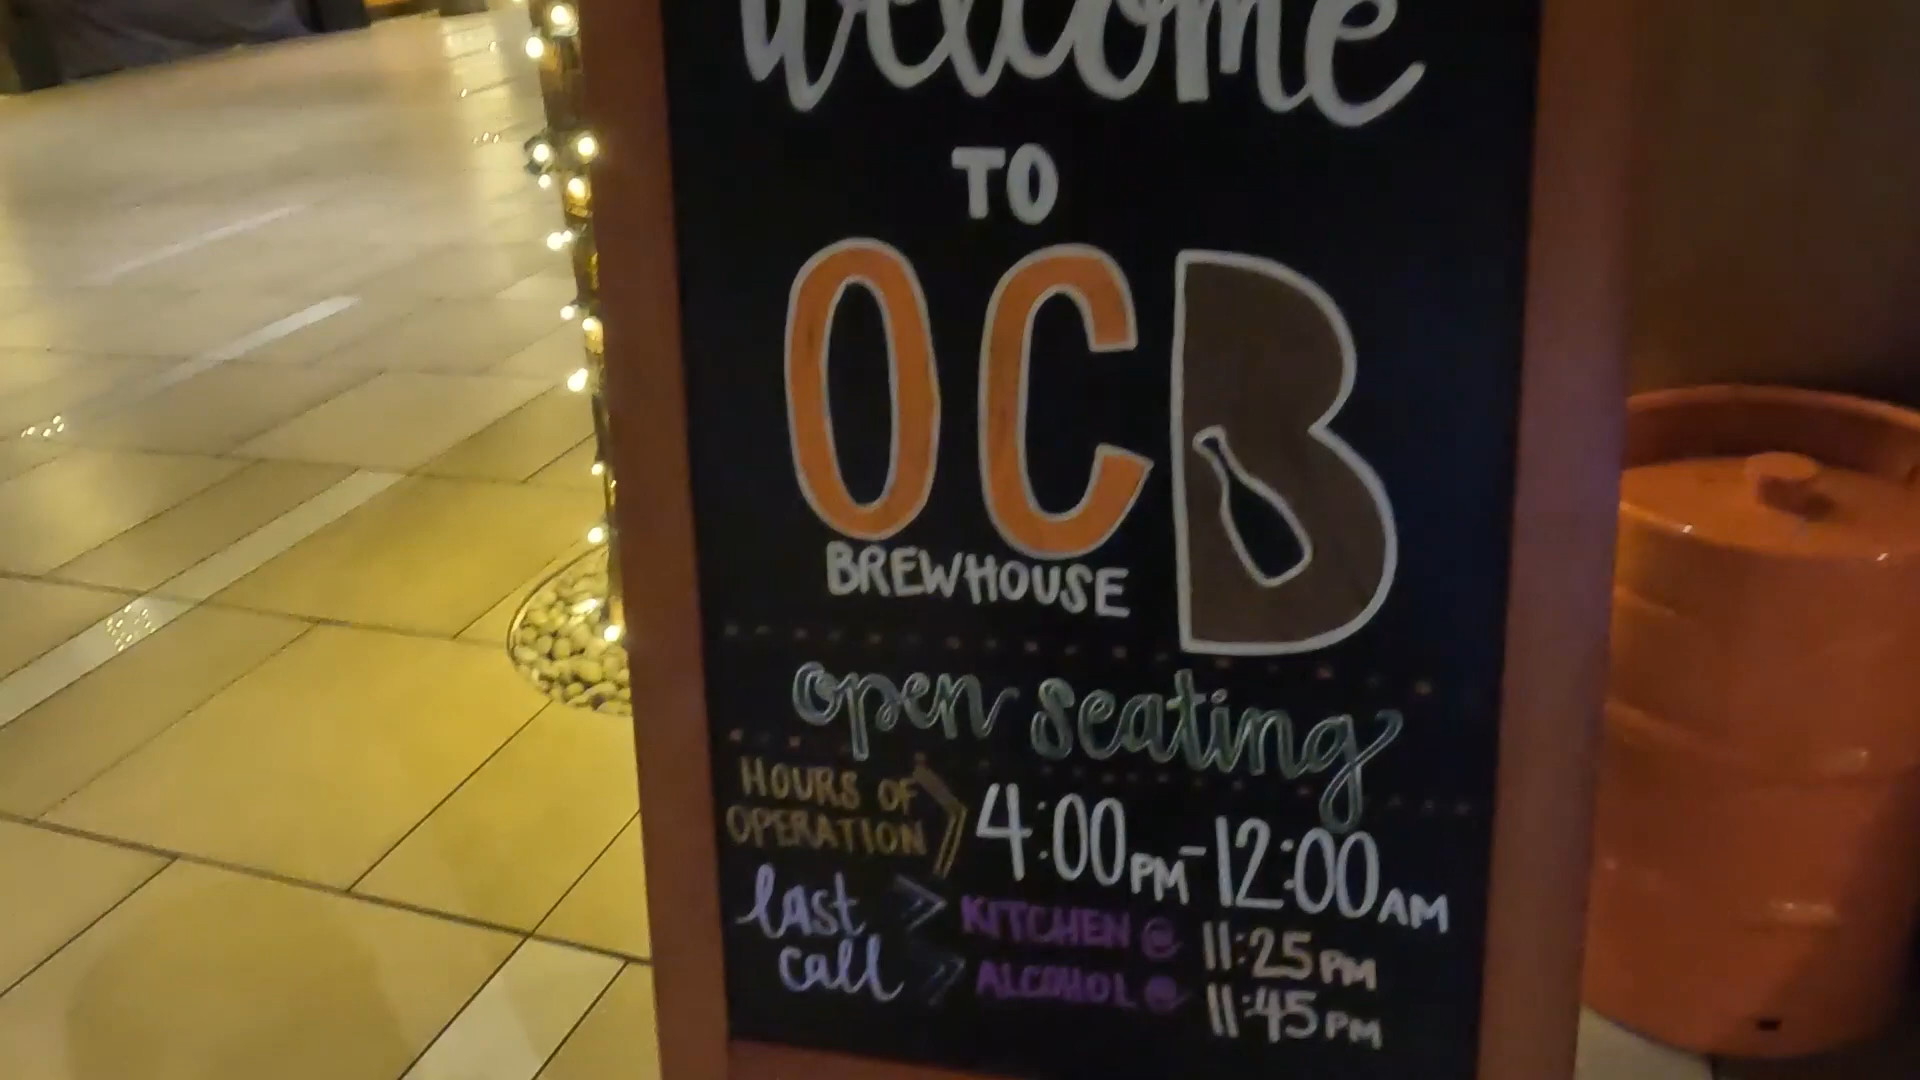 Welcome
TO
OCB
BREWHOUSE
open seating
HOURS OF
OPERATION
4:00PM-12:00AM
last
call
KITCHEN @ 11:25PM
ALCOHOL @ 11:45PM